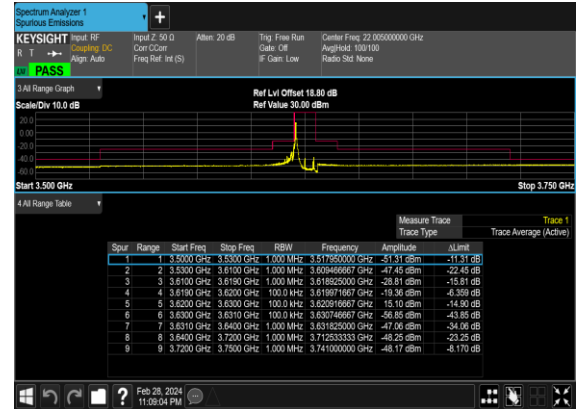 Spectrum Analyzer 1
Spurious Emissions
KEYSIGHT Input: RF Input Z: 50 Ω Atten: 20 dB Trig: Free Run Center Freq: 22.005000000 GHz
R T Coupling: DC Corr CCorr Gate: Off Avg|Hold: 100/100
Align: Auto Freq Ref: Int (S) IF Gain: Low Radio Std: None
PASS
3 All Range Graph Ref Lvl Offset 18.80 dB
Scale/Div 10.0 dB Ref Value 30.00 dBm
20.0
0.00
-20.0
-40.0
-60.0
Start 3.500 GHz Stop 3.750 GHz
4 All Range Table
Measure Trace Trace 1
Trace Type Trace Average (Active)
Spur Range Start Freq Stop Freq RBW Frequency Amplitude ΔLimit
1 1 3.5000 GHz 3.5300 GHz 1.000 MHz 3.517950000 GHz -51.31 dBm -11.31 dB
2 2 3.5300 GHz 3.6100 GHz 1.000 MHz 3.609466667 GHz -47.45 dBm -22.45 dB
3 3 3.6100 GHz 3.6190 GHz 1.000 MHz 3.618925000 GHz -28.81 dBm -15.81 dB
4 4 3.6190 GHz 3.6200 GHz 100.0 kHz 3.619971667 GHz -19.36 dBm -6.359 dB
5 5 3.6200 GHz 3.6300 GHz 100.0 kHz 3.620916667 GHz 15.10 dBm -14.90 dB
6 6 3.6300 GHz 3.6310 GHz 100.0 kHz 3.630746667 GHz -56.85 dBm -43.85 dB
7 7 3.6310 GHz 3.6400 GHz 1.000 MHz 3.631825000 GHz -47.06 dBm -34.06 dB
8 8 3.6400 GHz 3.7200 GHz 1.000 MHz 3.712533333 GHz -48.25 dBm -23.25 dB
9 9 3.7200 GHz 3.7500 GHz 1.000 MHz 3.741000000 GHz -48.17 dBm -8.170 dB
? Feb 28, 2024
11:09:04 PM